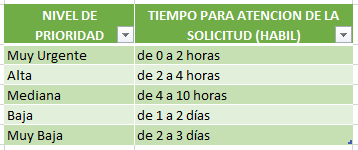 NIVEL DE PRIORIDAD TIEMPO PARA ATENCION DE LA SOLICITUD (HABIL)
Muy Urgente de 0 a 2 horas
Alta de 2 a 4 horas
Mediana de 4 a 10 horas
Baja de 1 a 2 días
Muy Baja de 2 a 3 días